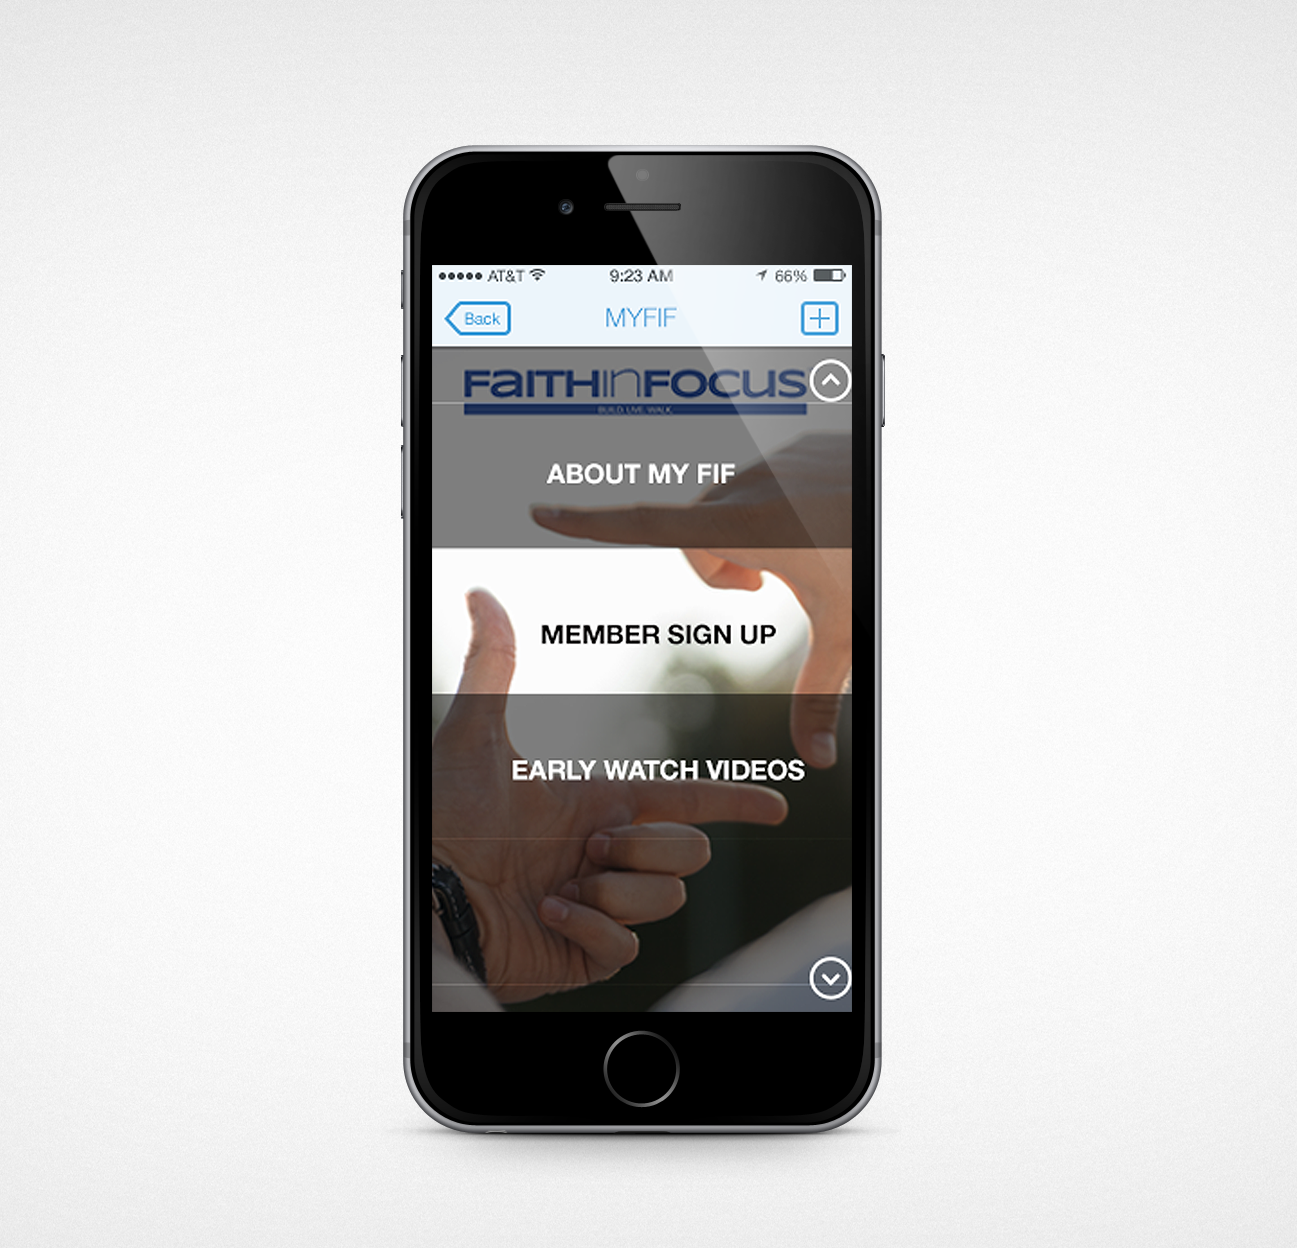 AT&T 9:23 AM 66%
Back MYFIF
FaITHINFOCUS
BUILD. LIVE. WALK.
ABOUT MY FIF
MEMBER SIGN UP
EARLY WATCH VIDEOS